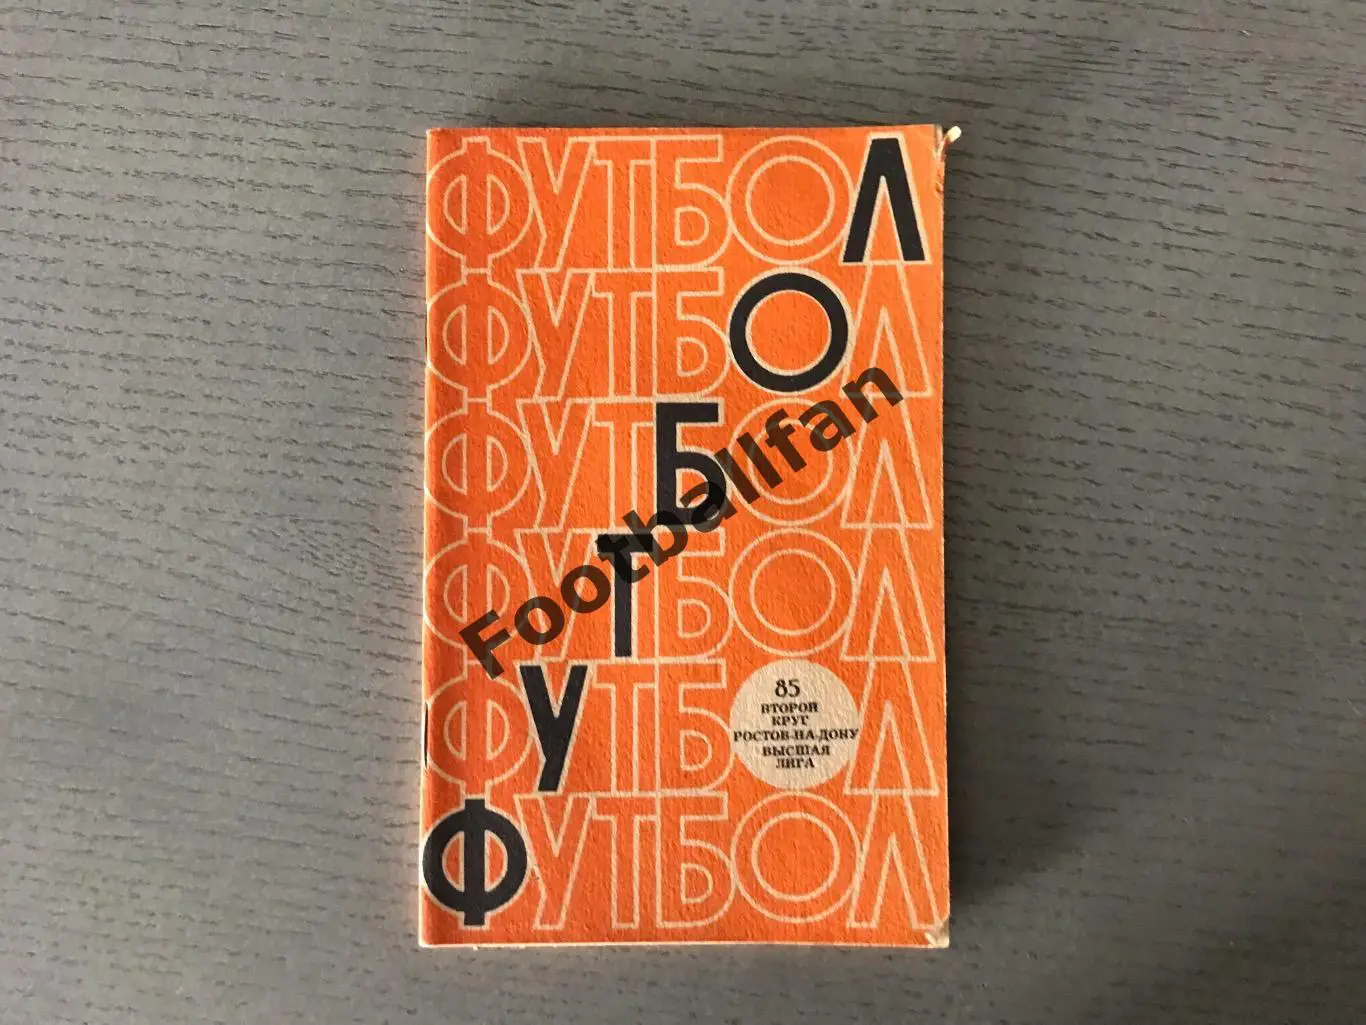 ФУТБОЛ
ФУТБОЛ
ФУТБОЛ
ФУТБОЛ
ФУТБОЛ
ФУТБОЛ
85
ВТОРОЙ
КРУГ
РОСТОВ-НА-ДОНУ
ВЫСШАЯ
ЛИГА
Footballfan